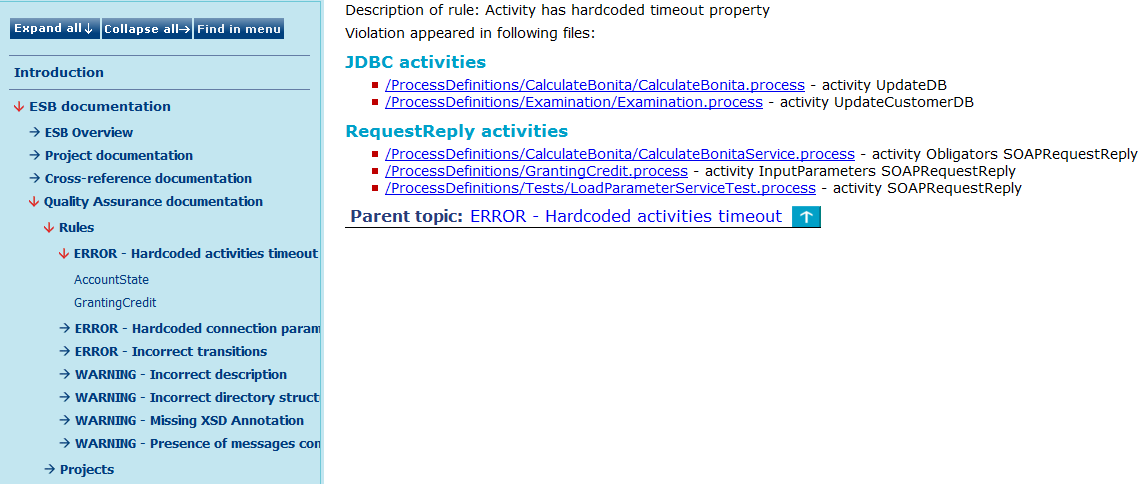 Expand all↓ Collapse all→ Find in menu
Introduction
ESB documentation
ESB Overview
Project documentation
Cross-reference documentation
Quality Assurance documentation
Rules
ERROR - Hardcoded activities timeout
AccountState
GrantingCredit
ERROR - Hardcoded connection param
ERROR - Incorrect transitions
WARNING - Incorrect description
WARNING - Incorrect directory struct
WARNING - Missing XSD Annotation
WARNING - Presence of messages con
Projects
Description of rule: Activity has hardcoded timeout property
Violation appeared in following files:
JDBC activities
/ProcessDefinitions/CalculateBonita/CalculateBonita.process - activity UpdateDB
/ProcessDefinitions/Examination/Examination.process - activity UpdateCustomerDB
RequestReply activities
/ProcessDefinitions/CalculateBonita/CalculateBonitaService.process - activity Obligators SOAPRequestReply
/ProcessDefinitions/GrantingCredit.process - activity InputParameters SOAPRequestReply
/ProcessDefinitions/Tests/LoadParameterServiceTest.process - activity SOAPRequestReply
Parent topic: ERROR - Hardcoded activities timeout